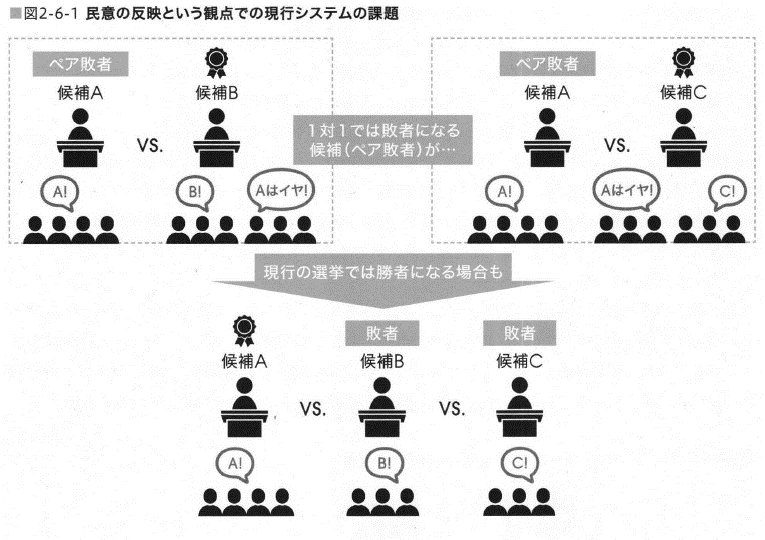 ■図2-6-1 民意の反映という観点での現行システムの課題
ペア敗者
候補A
候補B
VS.
A!
B!
Aはイヤ!
1対1では敗者になる
候補(ペア敗者)が…
ペア敗者
候補A
候補C
VS.
A!
Aはイヤ!
C!
現行の選挙では勝者になる場合も
候補A
敗者
候補B
敗者
候補C
VS.
VS.
A!
B!
C!